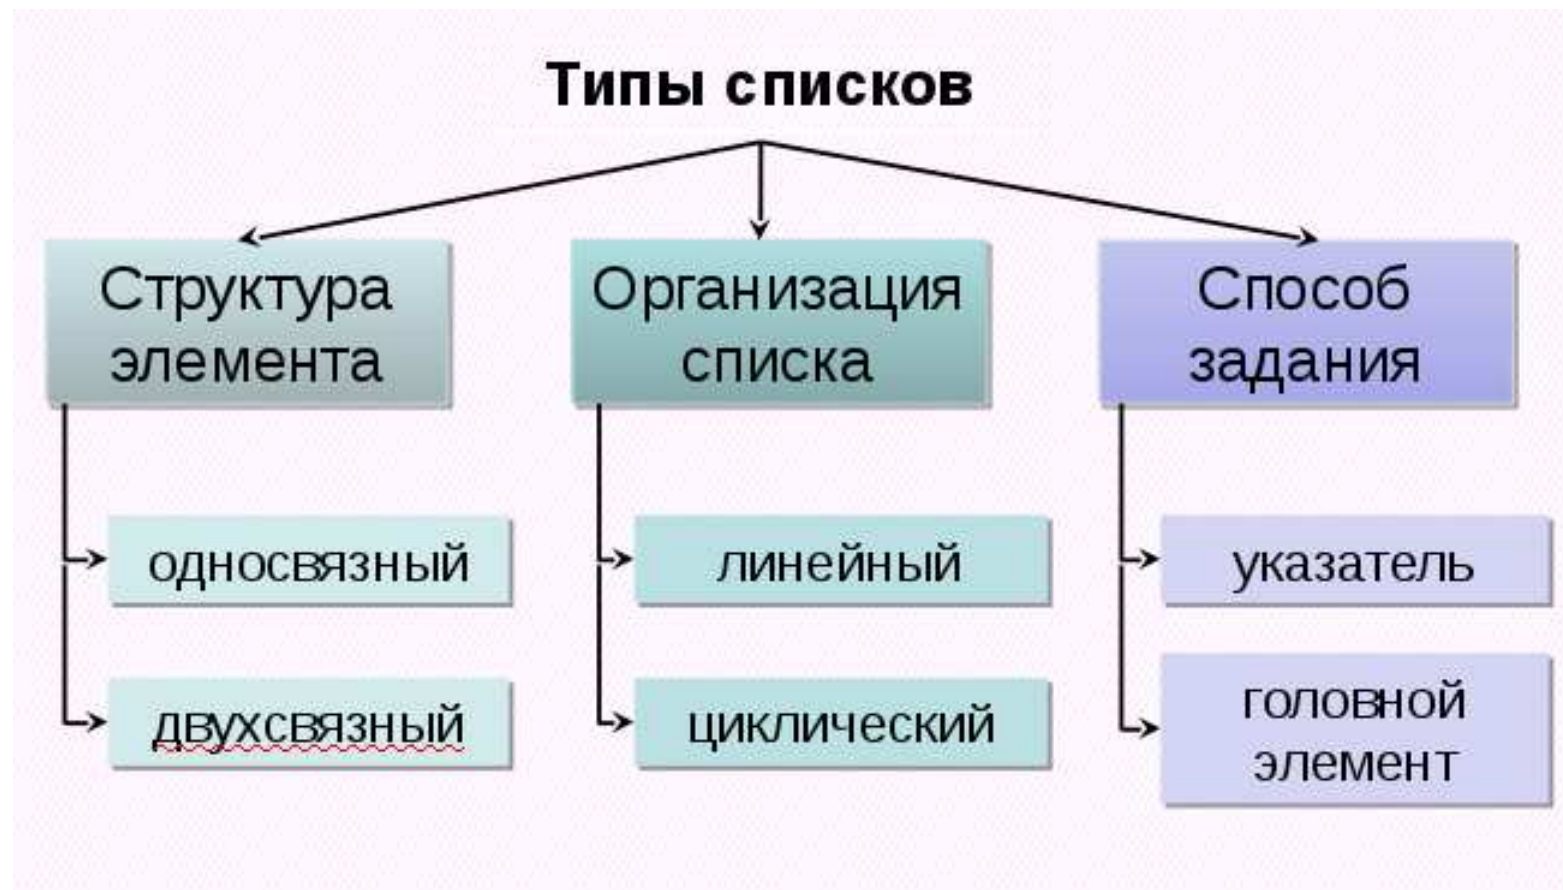 Типы списков
Структура
элемента
односвязный
двухсвязный
Организация
списка
линейный
циклический
Способ
задания
указатель
головной
элемент